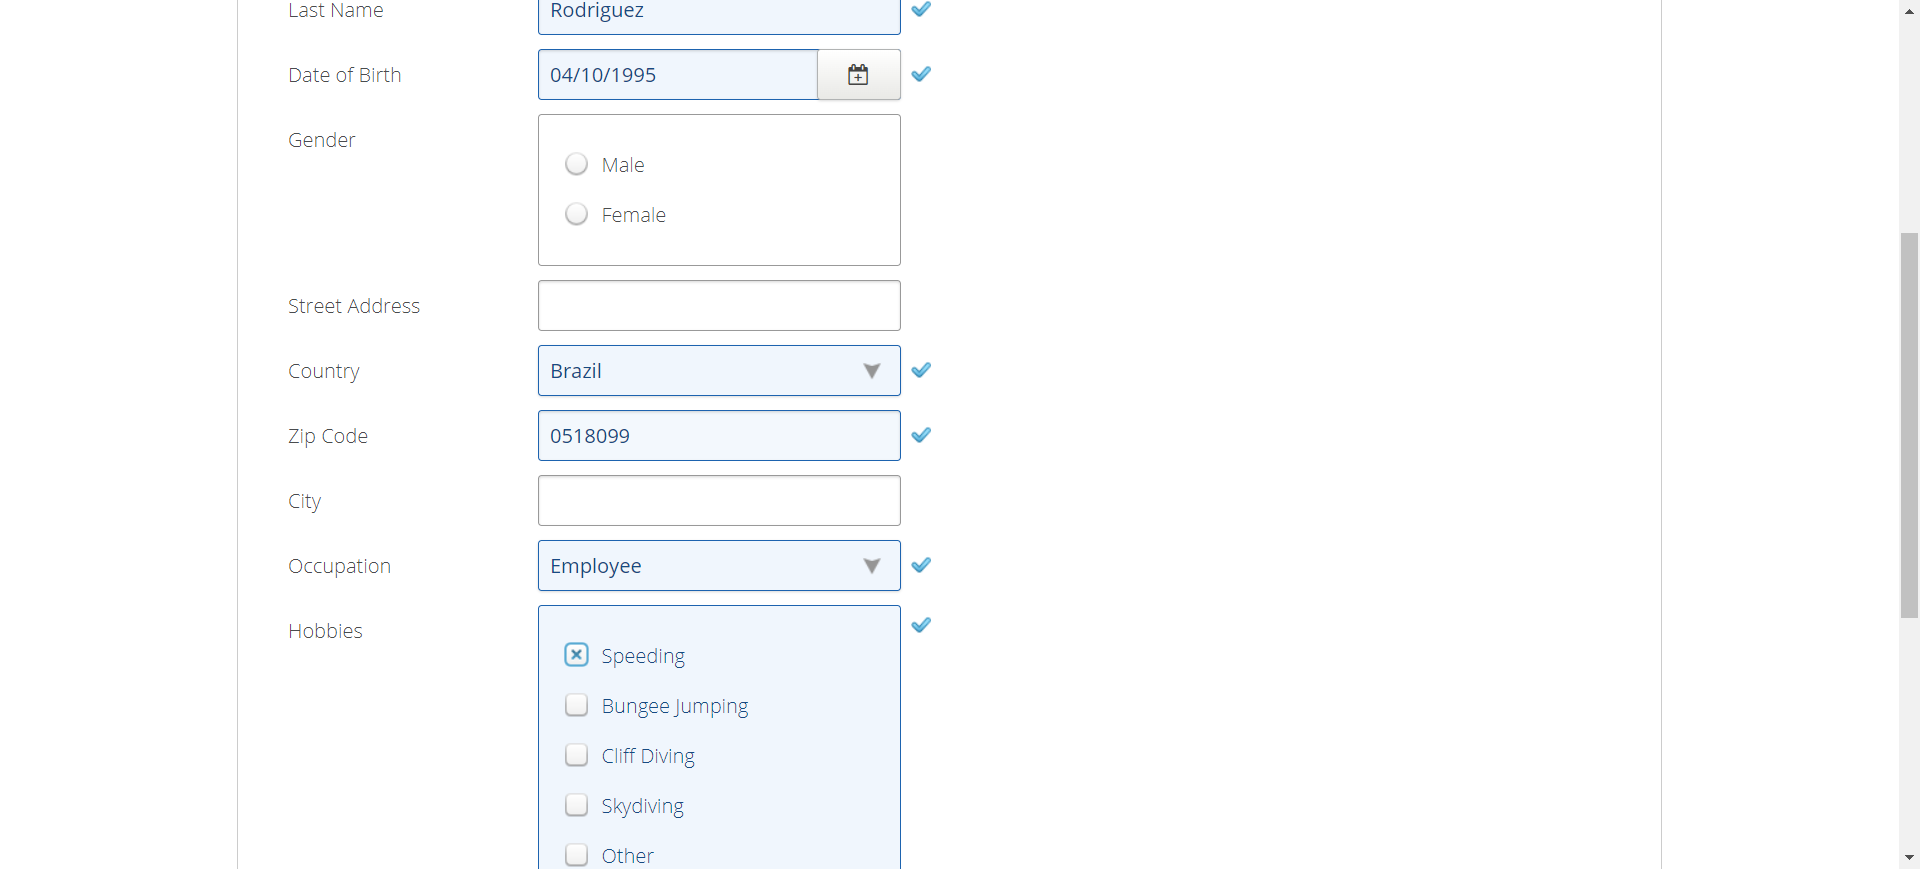 Last Name Rodriguez
Date of Birth 04/10/1995
Gender
Male
Female
Street Address
Country Brazil
Zip Code 0518099
City
Occupation Employee
Hobbies
Speeding
Bungee Jumping
Cliff Diving
Skydiving
Other